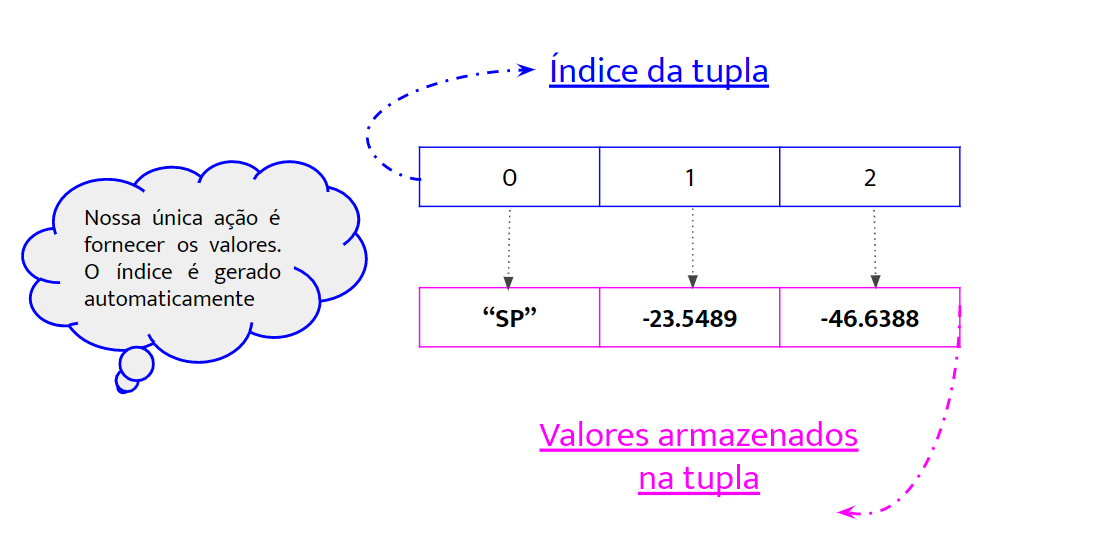 Índice da tupla
0 1 2
Nossa única ação é
fornecer os valores.
O índice é gerado
automaticamente
“SP” -23.5489 -46.6388
Valores armazenados
na tupla